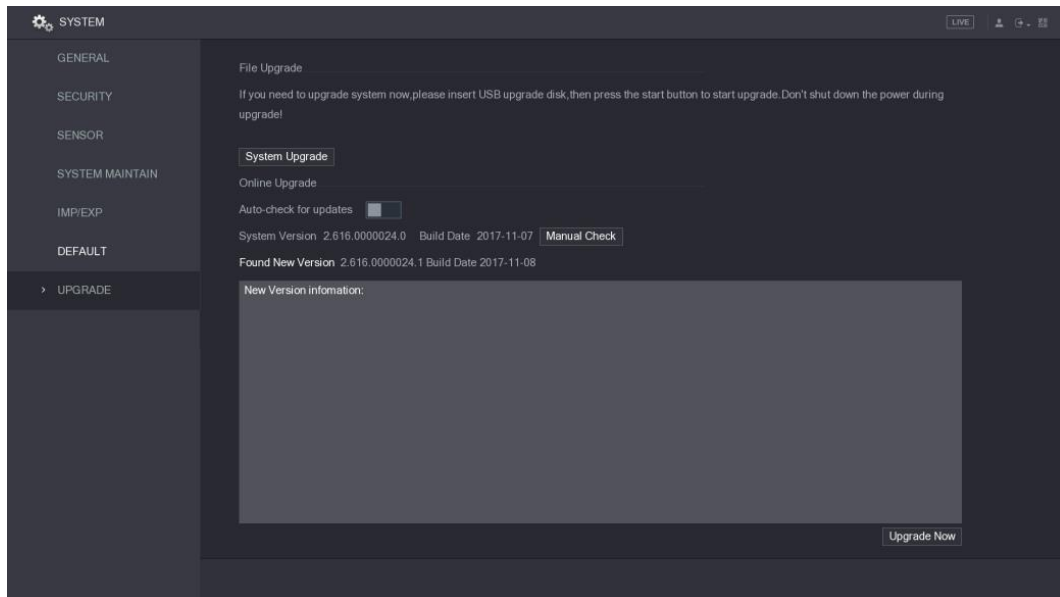 SYSTEM
LIVE
GENERAL
SECURITY
SENSOR
SYSTEM MAINTAIN
IMP/EXP
DEFAULT
UPGRADE
File Upgrade
If you need to upgrade system now,please insert USB upgrade disk,then press the start button to start upgrade.Don't shut down the power during
upgrade!
System Upgrade
Online Upgrade
Auto-check for updates
System Version 2.616.0000024.0 Build Date 2017-11-07 Manual Check
Found New Version 2.616.0000024.1 Build Date 2017-11-08
New Version infomation:
Upgrade Now